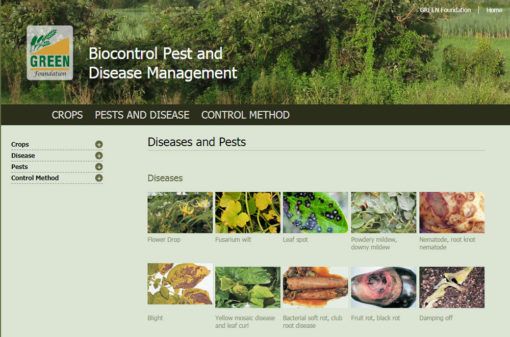 GREEN Foundation | Home
GREEN
foundation
Biocontrol Pest and
Disease Management
CROPS PESTS AND DISEASE CONTROL METHOD
Crops
Disease
Pests
Control Method
Diseases and Pests
Diseases
Flower Drop
Fusarium wilt
Leaf spot
Powdery mildew,
downy mildew
Nematode, root knot
nematode
Blight
Yellow mosaic disease
and leaf curl
Bacterial soft rot, club
root disease
Fruit rot, black rot
Damping off